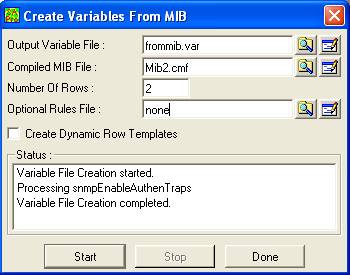 Create Variables From MIB
Output Variable File : frommib.var
Compiled MIB File : Mib2.cmf
Number Of Rows : 2
Optional Rules File : none
Create Dynamic Row Templates
Status :
Variable File Creation started.
Processing snmpEnableAuthenTraps
Variable File Creation completed.
Start Stop Done